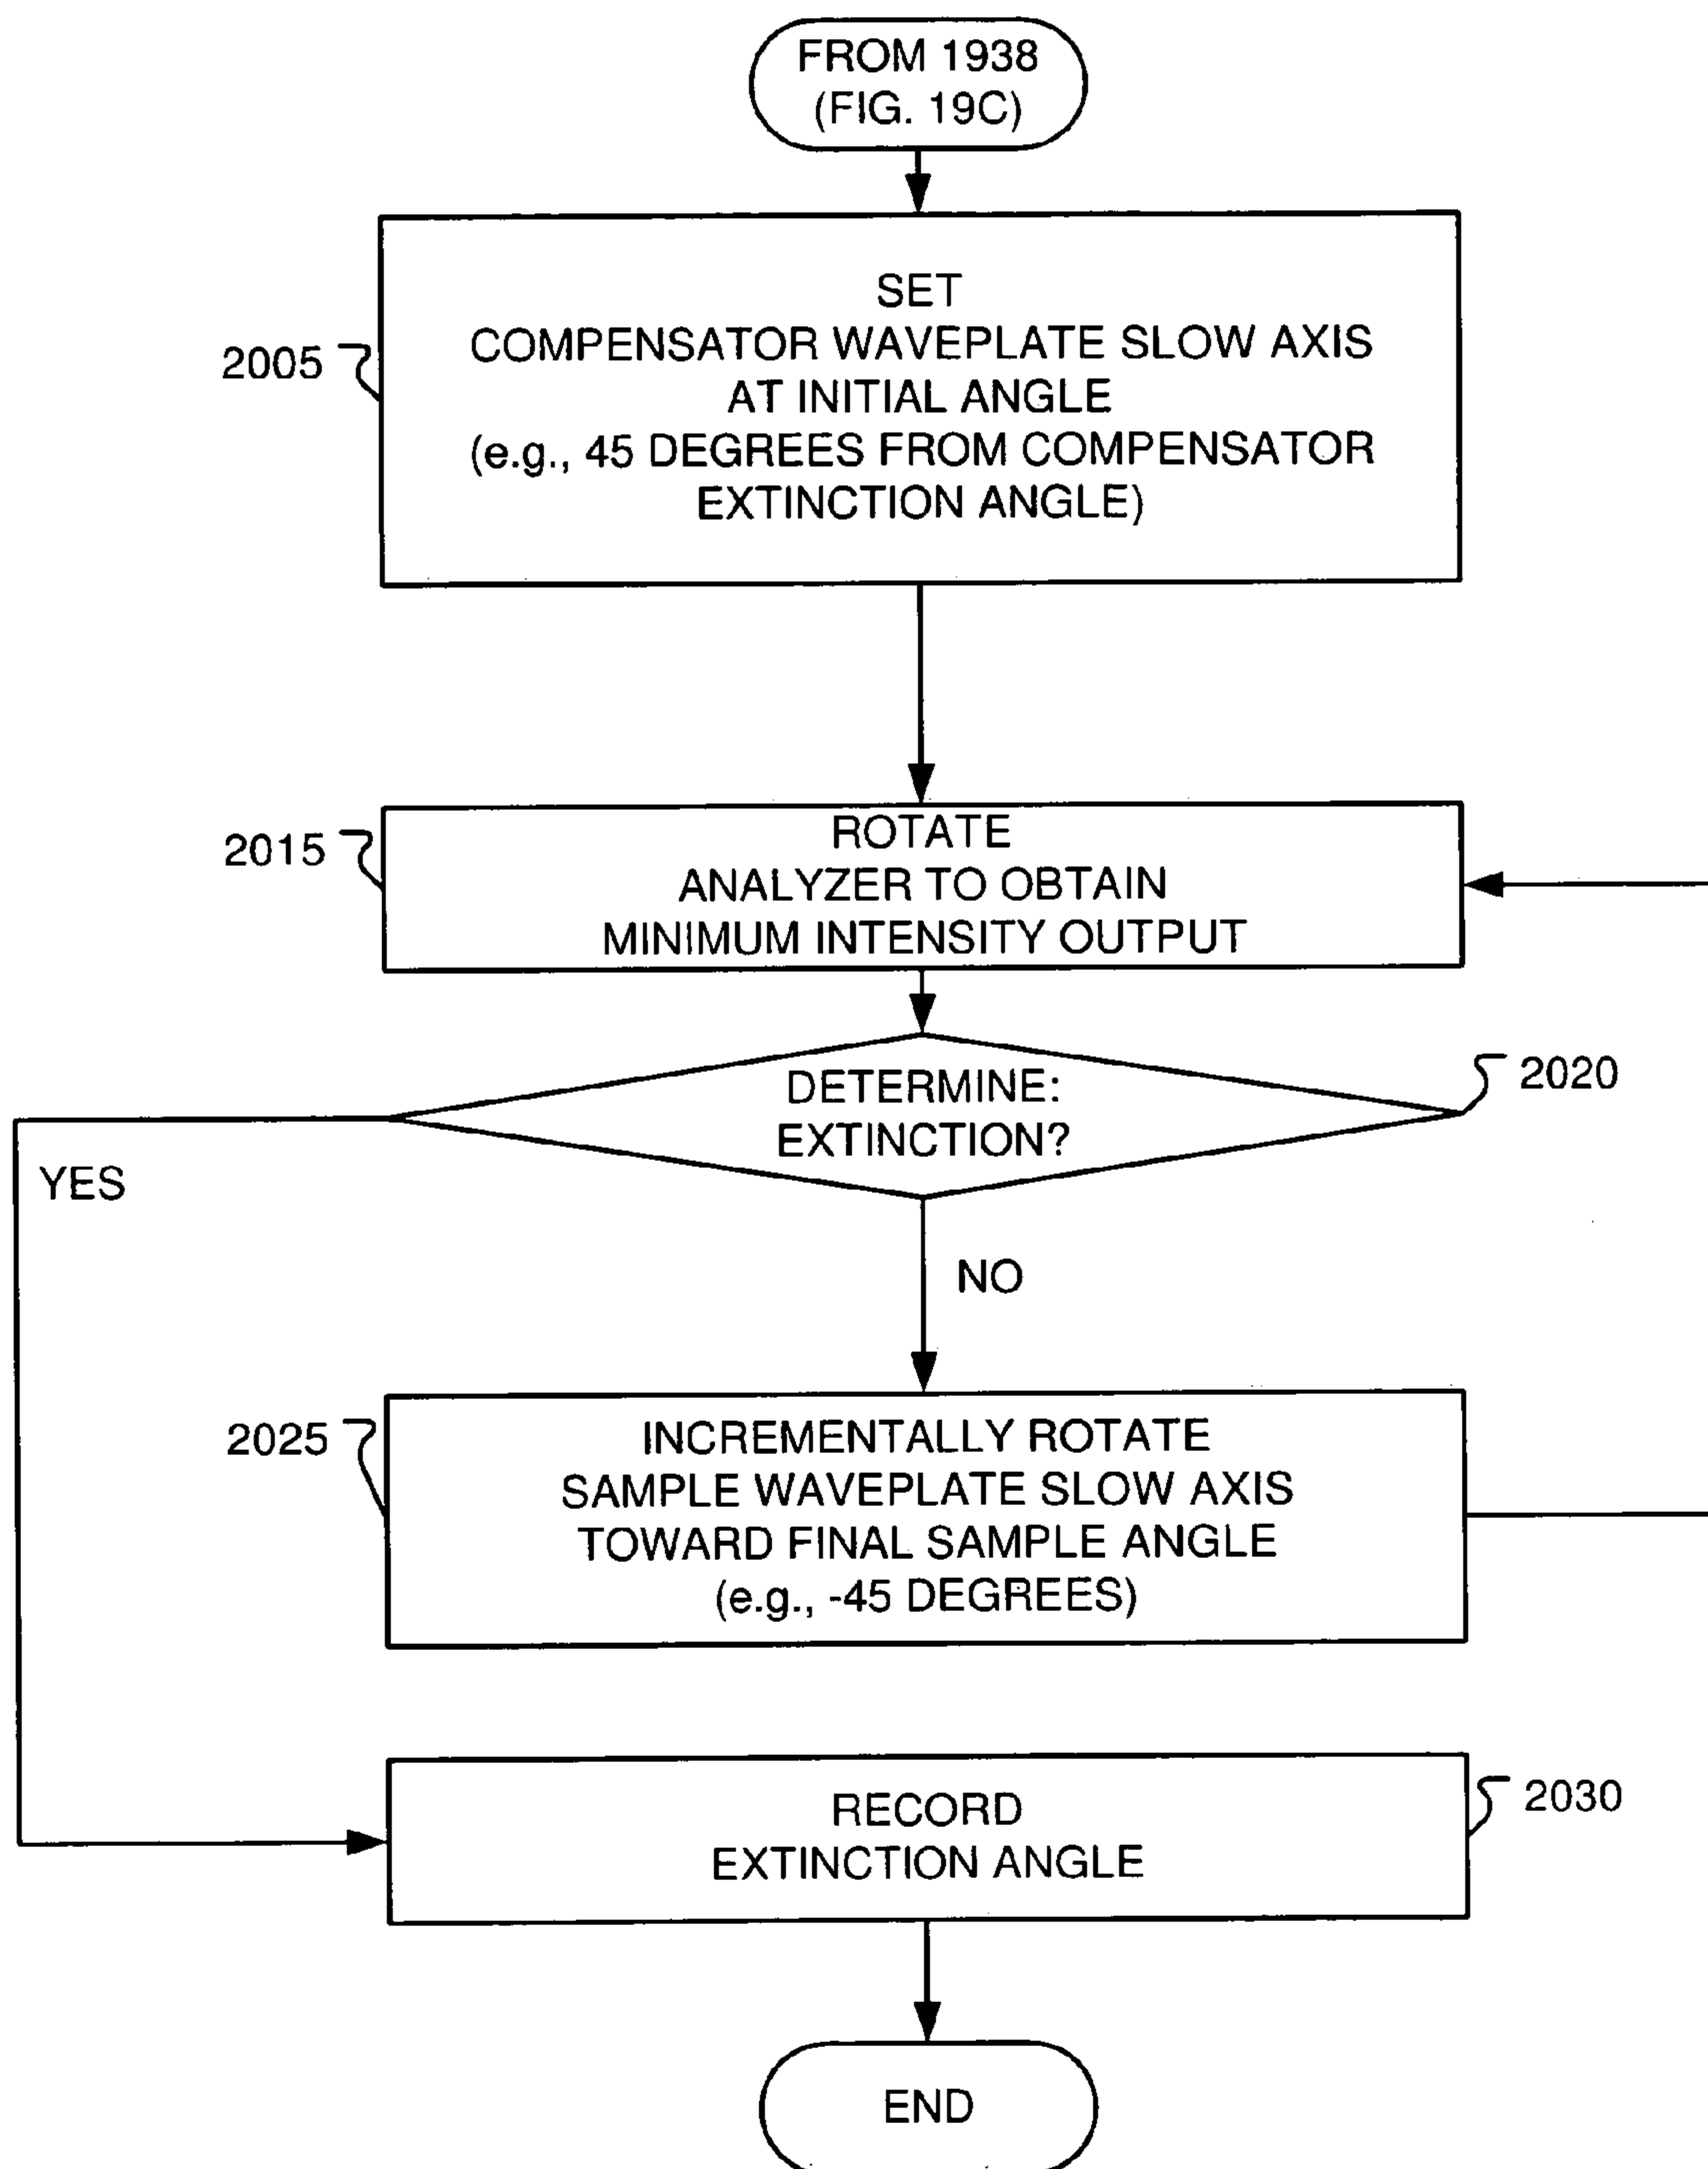 FROM 1938
(FIG. 19C)
SET
COMPENSATOR WAVEPLATE SLOW AXIS
AT INITIAL ANGLE
(e.g., 45 DEGREES FROM COMPENSATOR
EXTINCTION ANGLE)
2005
ROTATE
ANALYZER TO OBTAIN
MINIMUM INTENSITY OUTPUT
2015
DETERMINE:
EXTINCTION?
2020
YES
NO
INCREMENTALLY ROTATE
SAMPLE WAVEPLATE SLOW AXIS
TOWARD FINAL SAMPLE ANGLE
(e.g., -45 DEGREES)
2025
RECORD
EXTINCTION ANGLE
2030
END